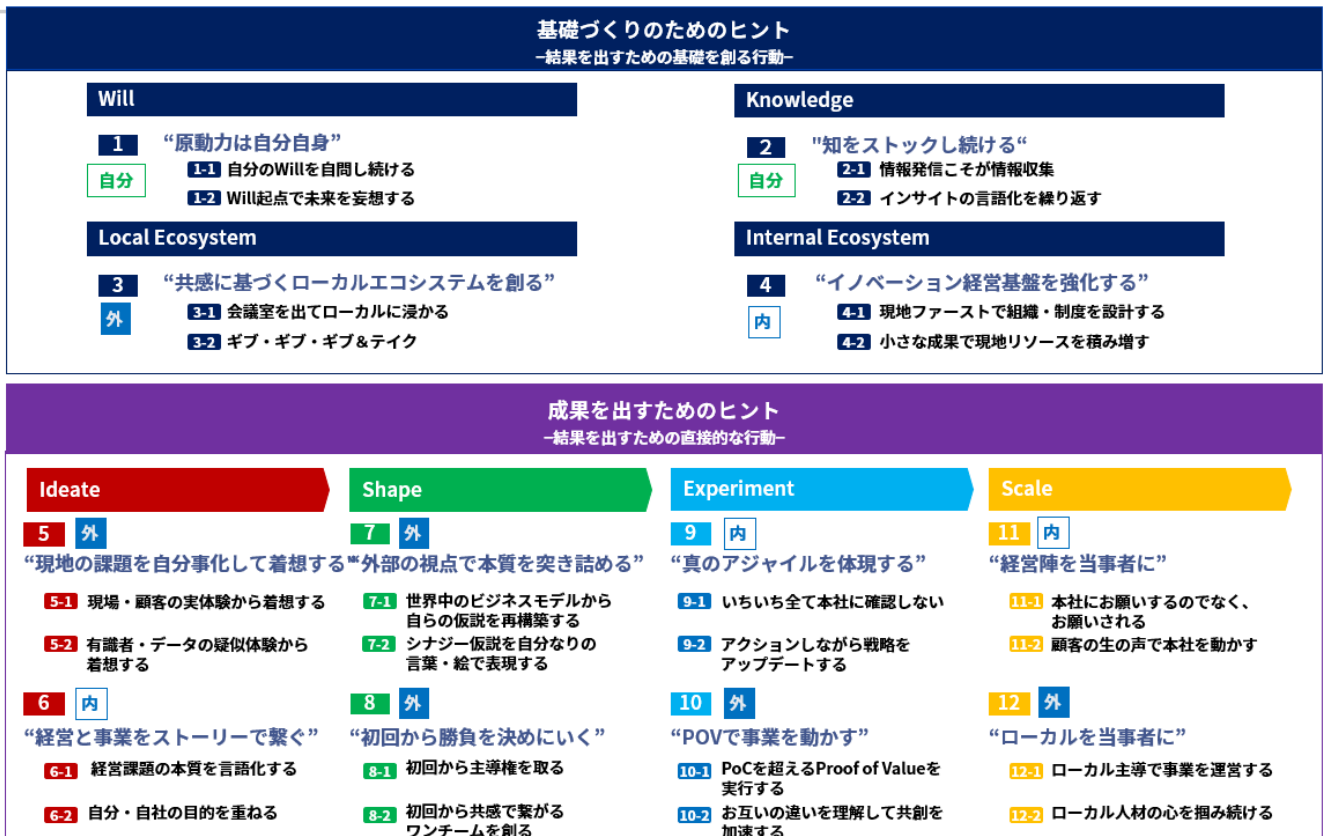 基礎づくりのためのヒント
−結果を出すための基礎を創る行動−
Will
1 “原動力は自分自身”
自分
1-1 自分のWillを自問し続ける
1-2 Will起点で未来を妄想する
Knowledge
2 "知をストックし続ける“
自分
2-1 情報発信こそが情報収集
2-2 インサイトの言語化を繰り返す
Local Ecosystem
3 “共感に基づくローカルエコシステムを創る”
外
3-1 会議室を出てローカルに浸かる
3-2 ギブ・ギブ・ギブ＆テイク
Internal Ecosystem
4 “イノベーション経営基盤を強化する”
内
4-1 現地ファーストで組織・制度を設計する
4-2 小さな成果で現地リソースを積み増す
成果を出すためのヒント
−結果を出すための直接的な行動−
Ideate
5 外
“現地の課題を自分事化して着想する”
5-1 現場・顧客の実体験から着想する
5-2 有識者・データの疑似体験から
着想する
6 内
“経営と事業をストーリーで繋ぐ”
6-1 経営課題の本質を言語化する
6-2 自分・自社の目的を重ねる
Shape
7 外
“外部の視点で本質を突き詰める”
7-1 世界中のビジネスモデルから
自らの仮説を再構築する
7-2 シナジー仮説を自分なりの
言葉・絵で表現する
8 外
“初回から勝負を決めにいく”
8-1 初回から主導権を取る
8-2 初回から共感で繋がる
ワンチームを創る
Experiment
9 内
“真のアジャイルを体現する”
9-1 いちいち全て本社に確認しない
9-2 アクションしながら戦略を
アップデートする
10 外
“POVで事業を動かす”
10-1 PoCを超えるProof of Valueを
実行する
10-2 お互いの違いを理解して共創を
加速する
Scale
11 内
“経営陣を当事者に”
11-1 本社にお願いするのでなく、
お願いされる
11-2 顧客の生の声で本社を動かす
12 外
“ローカルを当事者に”
12-1 ローカル主導で事業を運営する
12-2 ローカル人材の心を掴み続ける